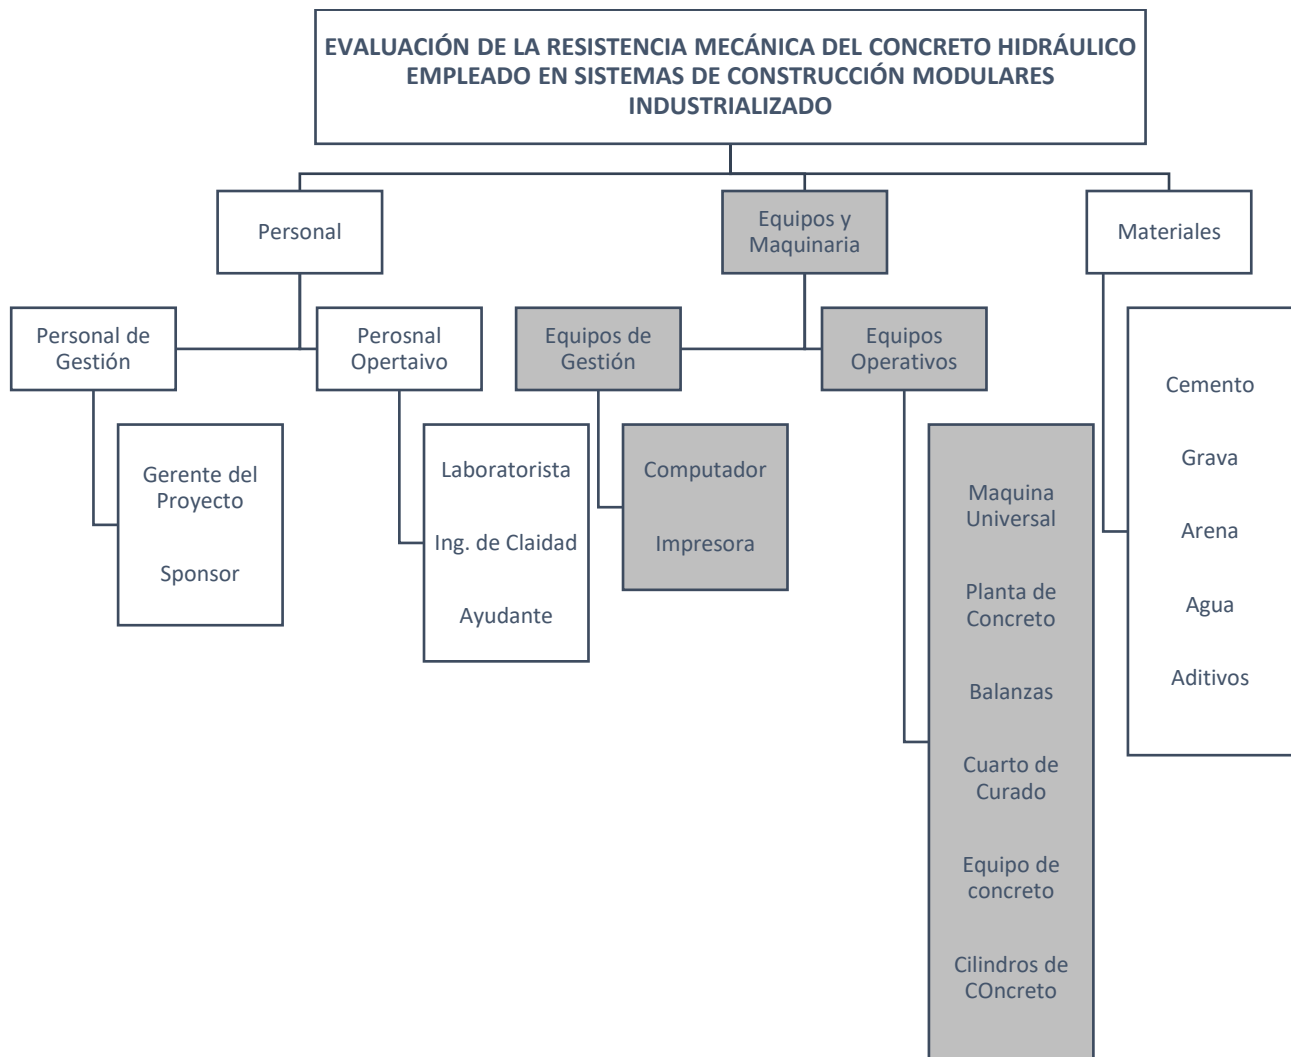 EVALUACIÓN DE LA RESISTENCIA MECÁNICA DEL CONCRETO HIDRÁULICO
EMPLEADO EN SISTEMAS DE CONSTRUCCIÓN MODULARES
INDUSTRIALIZADO
Personal
Equipos y
Maquinaria
Materiales
Personal de
Gestión
Perosnal
Opertaivo
Equipos de
Gestión
Equipos
Operativos
Gerente del
Proyecto
Sponsor
Laboratorista
Ing. de Claidad
Ayudante
Computador
Impresora
Maquina
Universal
Planta de
Concreto
Balanzas
Cuarto de
Curado
Equipo de
concreto
Cilindros de
COncreto
Cemento
Grava
Arena
Agua
Aditivos